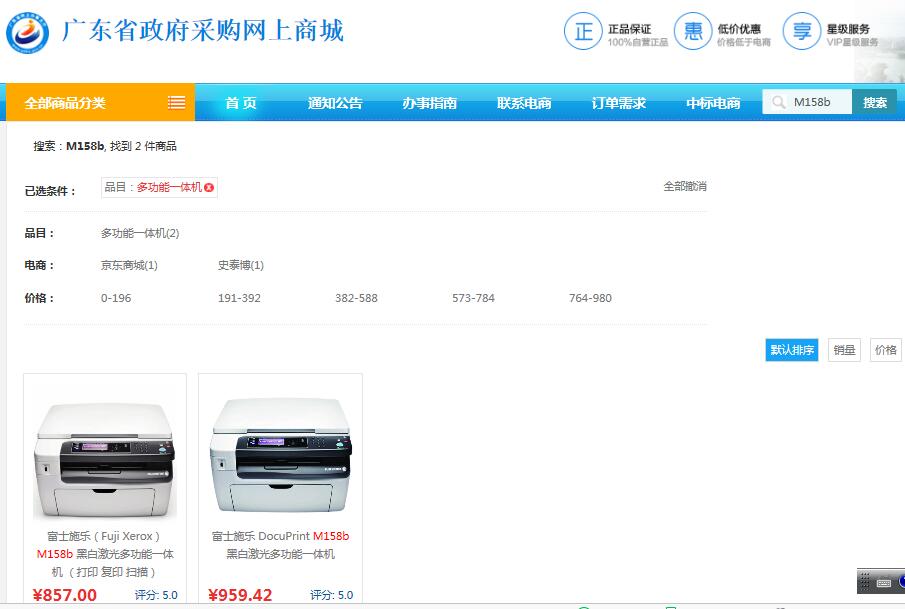 广东省政府采购网上商城
正 正品保证 100%自营正品
惠 低价优惠 价格低于电商
享 星级服务 VIP星级服务
全部商品分类 首 页 通知公告 办事指南 联系电商 订单需求 中标电商 M158b 搜索
搜索：M158b, 找到 2 件商品
已选条件： 品目：多功能一体机 全部撤消
品目： 多功能一体机(2)
电商： 京东商城(1) 史泰博(1)
价格： 0-196 191-392 382-588 573-784 764-980
默认排序 销量 价格
富士施乐（Fuji Xerox）
M158b 黑白激光多功能一体
机 （打印 复印 扫描）
¥857.00 评分: 5.0
富士施乐 DocuPrint M158b
黑白激光多功能一体机
¥959.42 评分: 5.0